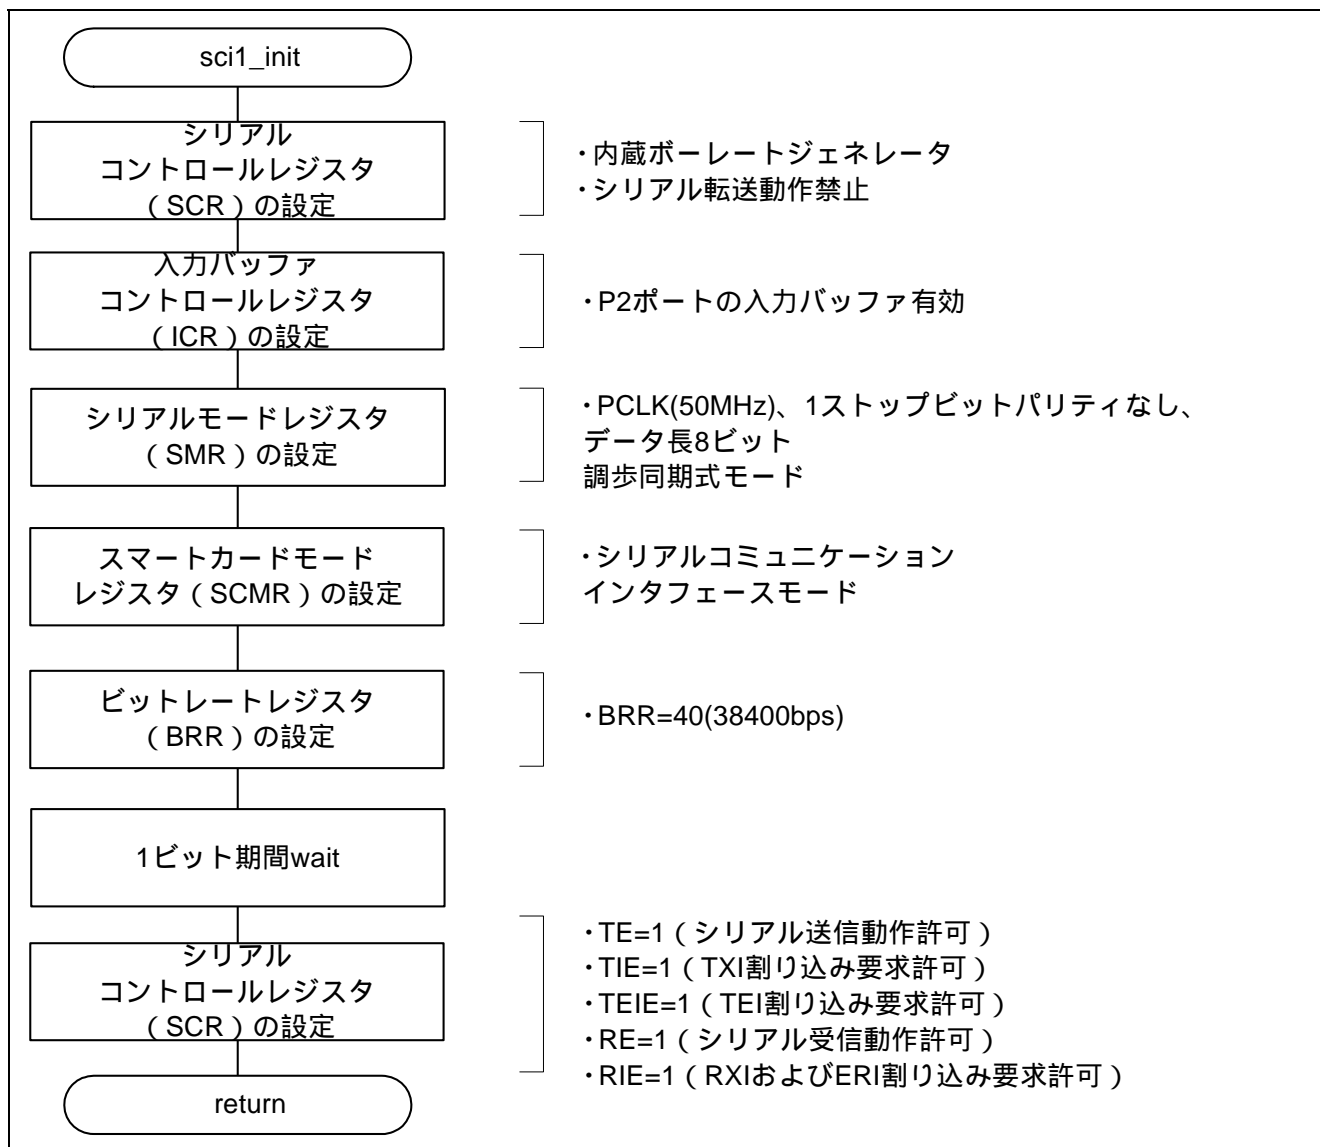 sci1_init
シリアル
コントロールレジスタ
(SCR)の設定
・内蔵ボーレートジェネレータ
・シリアル転送動作禁止
入力バッファ
コントロールレジスタ
(ICR)の設定
・P2ポートの入力バッファ有効
シリアルモードレジスタ
(SMR)の設定
・PCLK(50MHz)、1ストップビットパリティなし、
データ長8ビット
調歩同期式モード
スマートカードモード
レジスタ(SCMR)の設定
・シリアルコミュニケーション
インタフェースモード
ビットレートレジスタ
(BRR)の設定
・BRR=40(38400bps)
1ビット期間wait
シリアル
コントロールレジスタ
(SCR)の設定
・TE=1(シリアル送信動作許可)
・TIE=1(TXI割り込み要求許可)
・TEIE=1(TEI割り込み要求許可)
・RE=1(シリアル受信動作許可)
・RIE=1(RXIおよびERI割り込み要求許可)
return